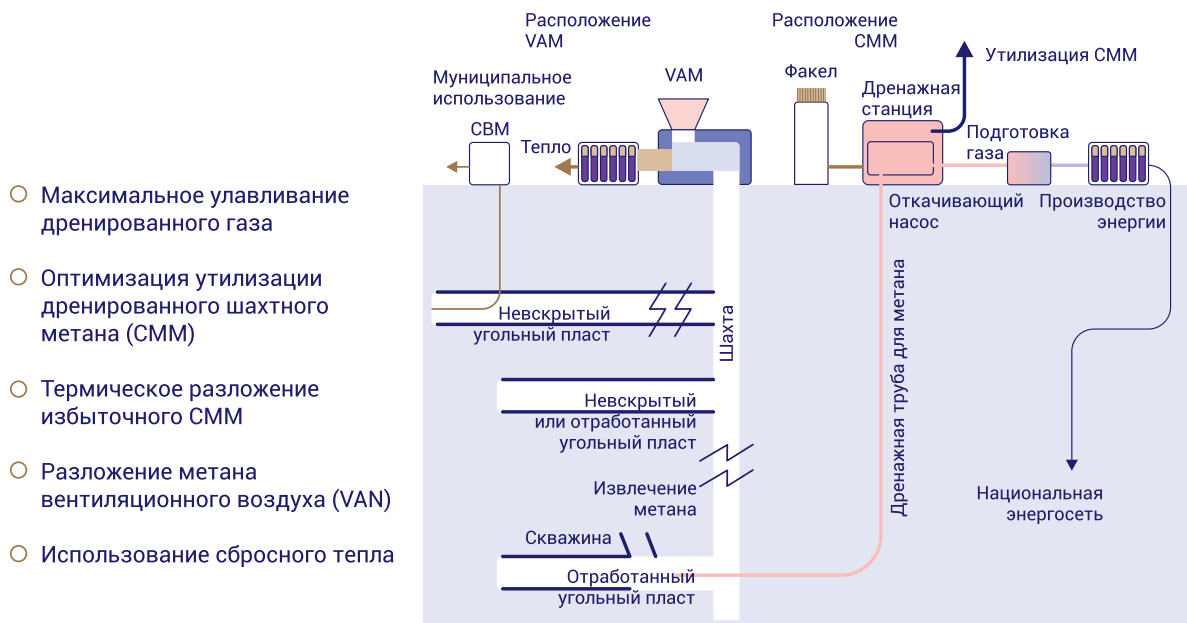 Максимальное улавливание
дренированного газа
Оптимизация утилизации
дренированного шахтного
метана (CMM)
Термическое разложение
избыточного CMM
Разложение метана
вентиляционного воздуха (VAN)
Использование сбросного тепла
Расположение
VAM
Расположение
CMM
Муниципальное
использование
CBM
Тепло
VAM
Факел
Дренажная
станция
Утилизация CMM
Подготовка
газа
Откачивающий
насос
Производство
энергии
Невскрытый
угольный пласт
Шахта
Дренажная труба для метана
Невскрытый
или отработанный
угольный пласт
Извлечение
метана
Национальная
энергосеть
Скважина
Отработанный
угольный пласт